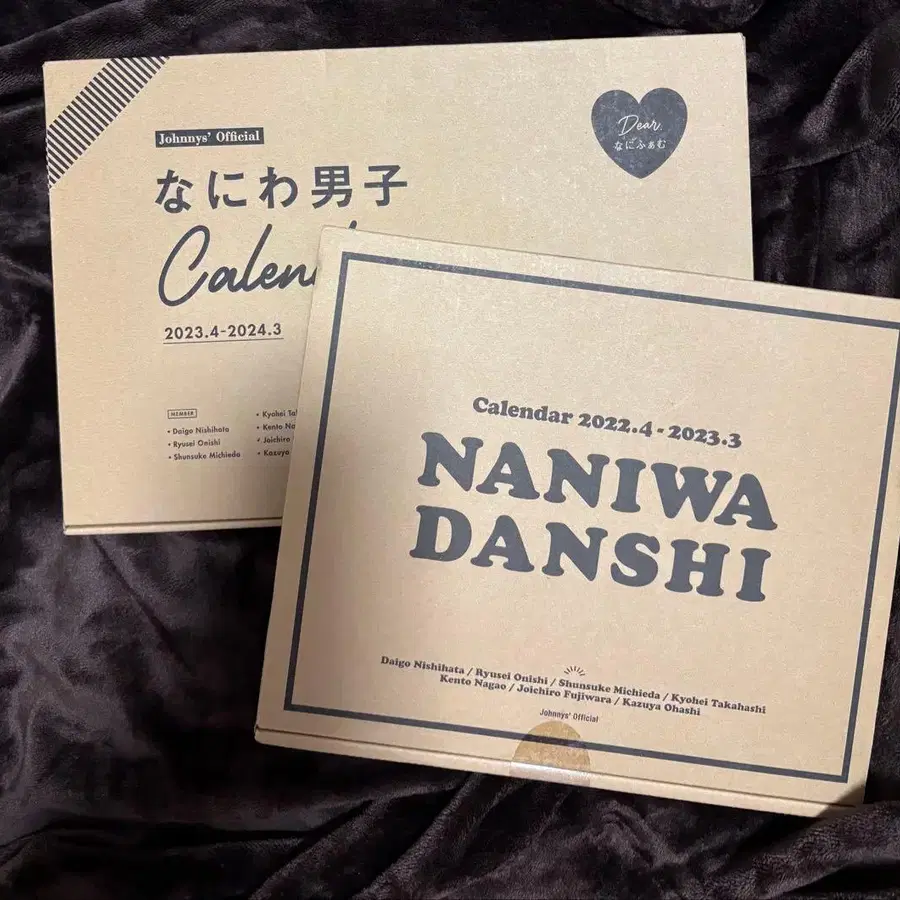 Johnnys' Official
なにわ男子
2023.4-2024.3
Dear.
なにふぁむ
MEMBER
• Daigo Nishihata
• Ryusei Onishi
• Shunsuke Michieda
• Kyohei
• Kento
• Joichiro
• Kazuya
Calendar 2022.4 - 2023.3
NANIWA
DANSHI
Daigo Nishihata / Ryusei Onishi / Shunsuke Michieda / Kyohei Takahashi
Kento Nagao / Joichiro Fujiwara / Kazuya Ohashi
Johnnys' Official